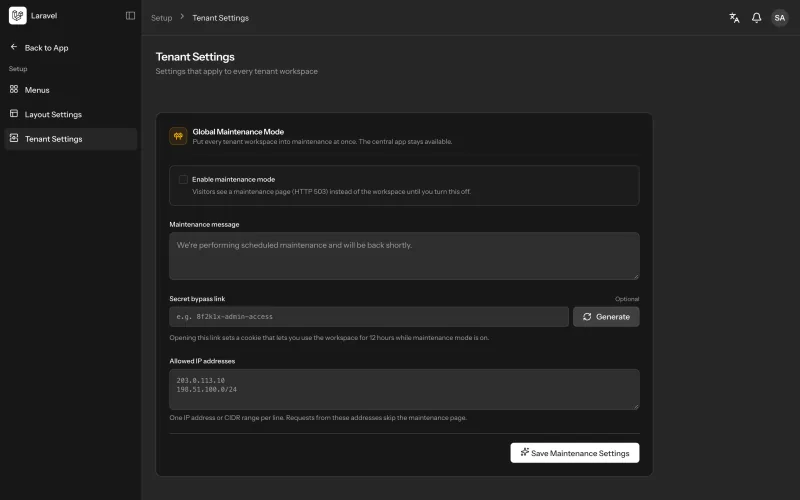 Laravel
Back to App
Setup
Menus
Layout Settings
Tenant Settings
Setup > Tenant Settings
SA
Tenant Settings
Settings that apply to every tenant workspace
Global Maintenance Mode
Put every tenant workspace into maintenance at once. The central app stays available.
Enable maintenance mode
Visitors see a maintenance page (HTTP 503) instead of the workspace until you turn this off.
Maintenance message
We're performing scheduled maintenance and will be back shortly.
Secret bypass link
Optional
e.g. 8f2k1x-admin-access
Generate
Opening this link sets a cookie that lets you use the workspace for 12 hours while maintenance mode is on.
Allowed IP addresses
203.0.113.10
198.51.100.0/24
One IP address or CIDR range per line. Requests from these addresses skip the maintenance page.
Save Maintenance Settings